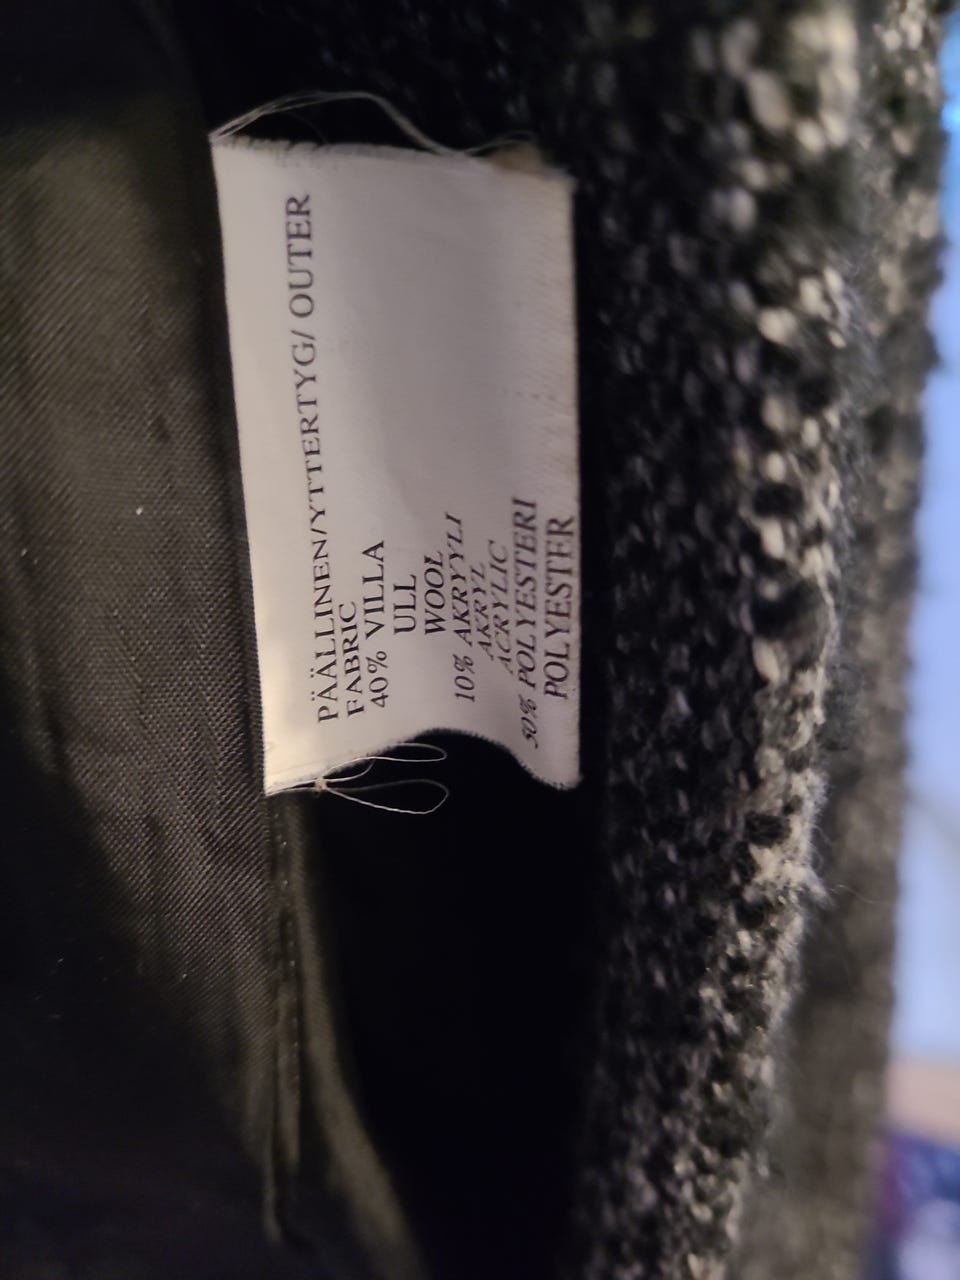 PÄÄLLINEN/YTTERTYG/ OUTER
FABRIC
40% VILLA
ULL
WOOL
10% AKRYYLI
AKRYL
ACRYLIC
50% POLYESTERI
POLYESTER